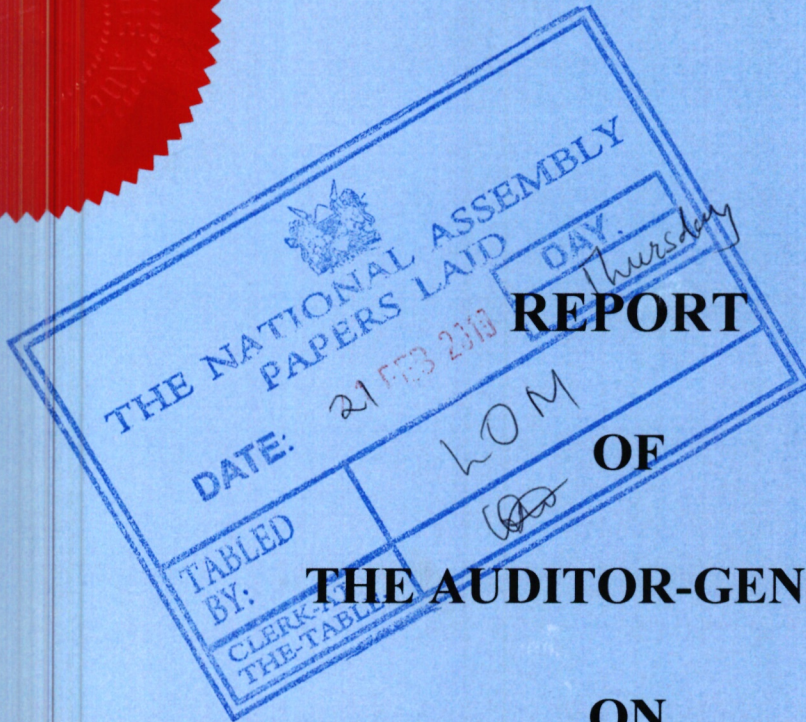 THE NATIONAL ASSEMBLY
PAPERS LAID
DATE: 21 FEB 2019
DAY. Thursday
TABLED BY: LOM
CLERK-AT
THE-TABLE
REPORT
OF
THE AUDITOR-GEN
ON